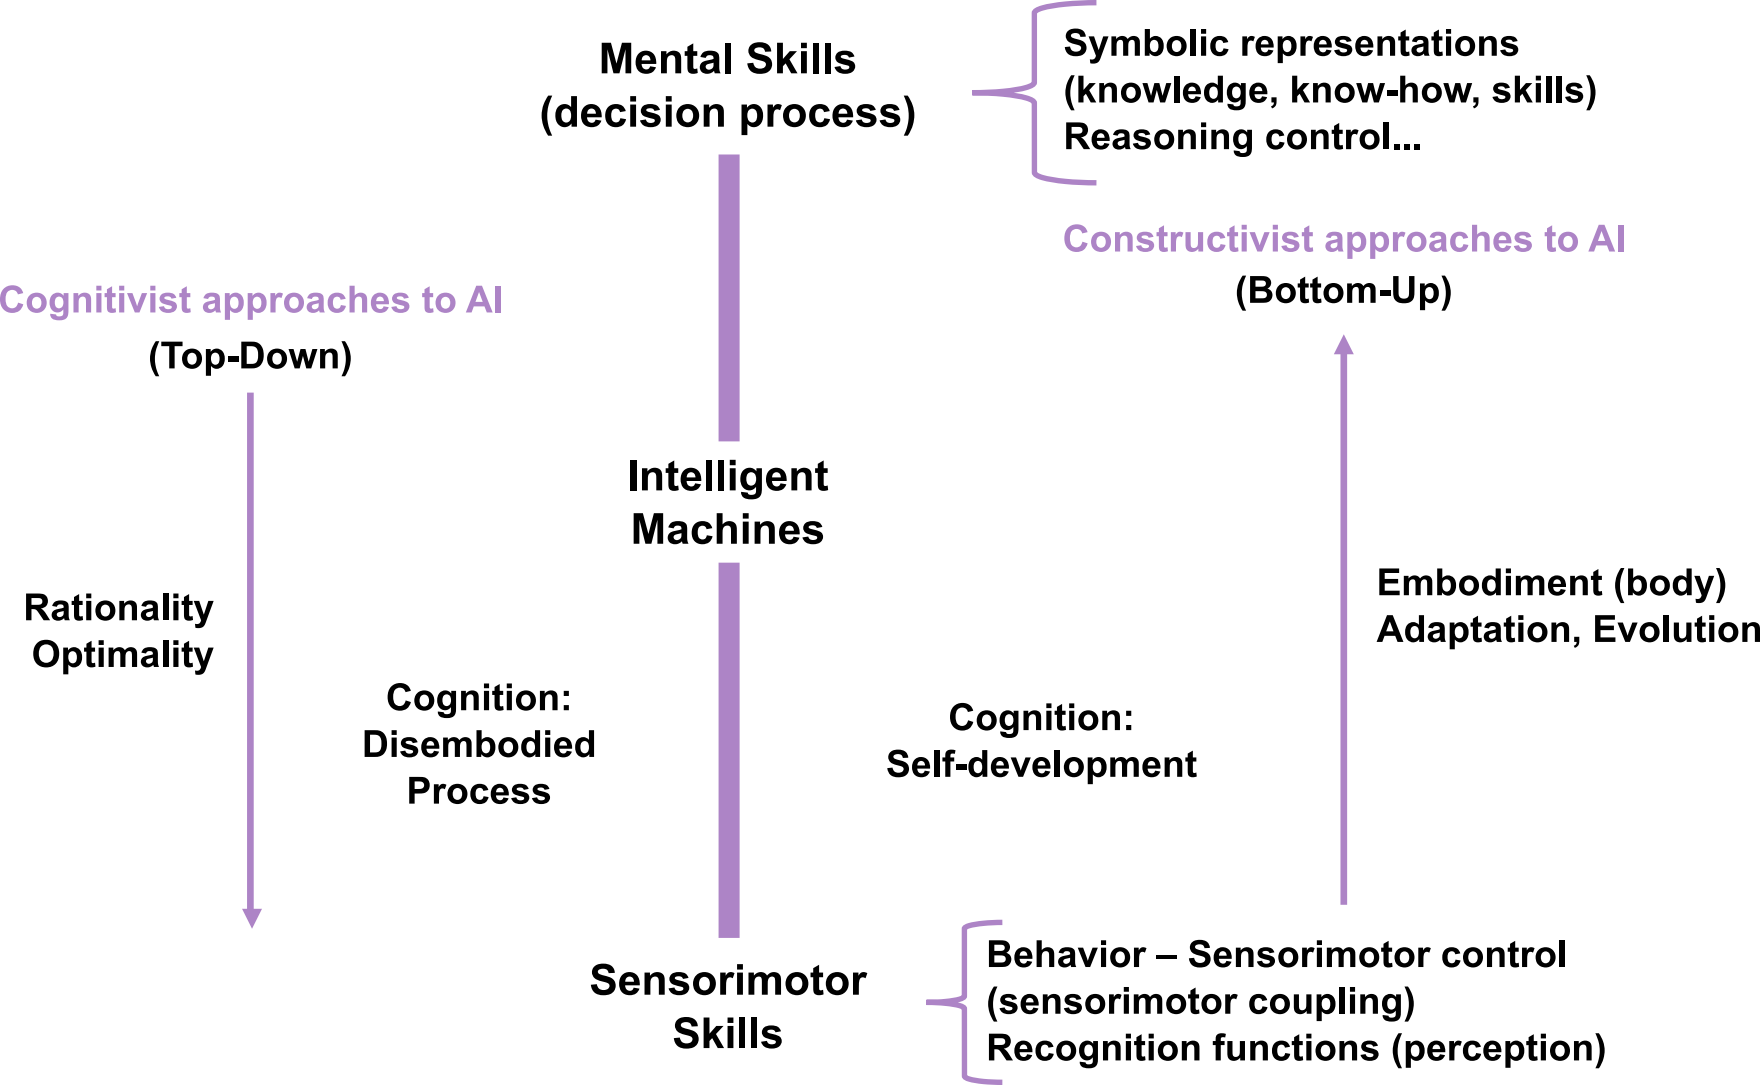 Mental Skills
(decision process)
Symbolic representations
(knowledge, know-how, skills)
Reasoning control...
Constructivist approaches to AI
(Bottom-Up)
Cognitivist approaches to AI
(Top-Down)
Intelligent
Machines
Rationality
Optimality
Embodiment (body)
Adaptation, Evolution
Cognition:
Disembodied
Process
Cognition:
Self-development
Sensorimotor
Skills
Behavior – Sensorimotor control
(sensorimotor coupling)
Recognition functions (perception)